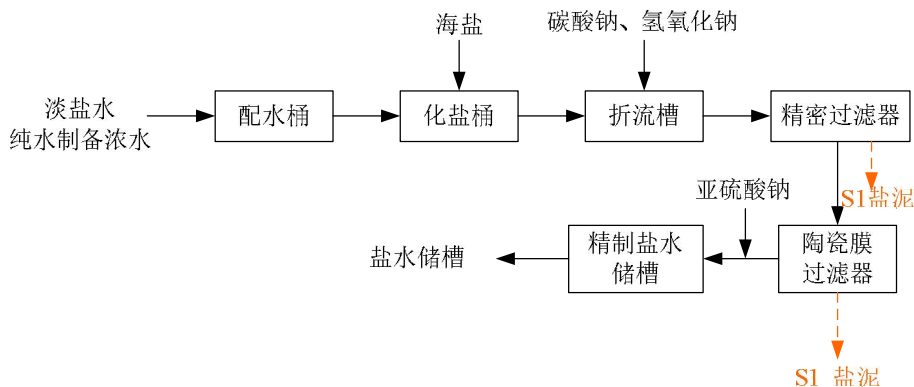 海盐
碳酸钠、氢氧化钠
淡盐水
纯水制备浓水
配水桶
化盐桶
折流槽
精密过滤器
S1盐泥
亚硫酸钠
盐水储槽
精制盐水
储槽
陶瓷膜
过滤器
S1 盐泥